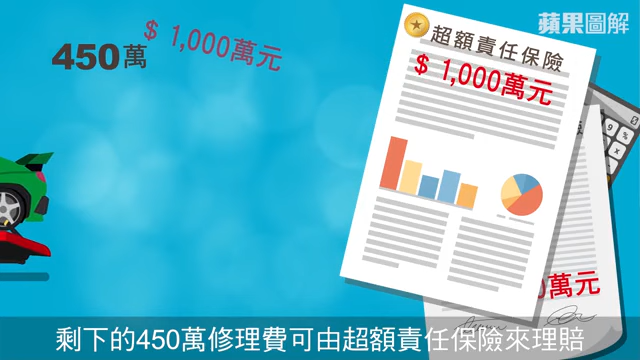 蘋果圖解
450萬
$ 1,000萬元
超額責任保險
$ 1,000萬元
萬元
剩下的450萬修理費可由超額責任保險來理賠